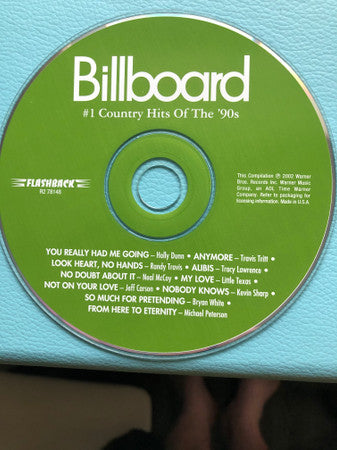 Billboard
#1 Country Hits Of The '90s
FLASHBACK
R2 78148
This Compilation ℗ 2002 Warner
Bros. Records Inc. Warner Music
Group, an AOL Time Warner
Company. Refer to packaging for
licensing information. Made in U.S.A.
YOU REALLY HAD ME GOING – Holly Dunn • ANYMORE – Travis Tritt •
LOOK HEART, NO HANDS – Randy Travis • ALIBIS – Tracy Lawrence •
NO DOUBT ABOUT IT – Neal McCoy • MY LOVE – Little Texas •
NOT ON YOUR LOVE – Jeff Carson • NOBODY KNOWS – Kevin Sharp •
SO MUCH FOR PRETENDING – Bryan White •
FROM HERE TO ETERNITY – Michael Peterson